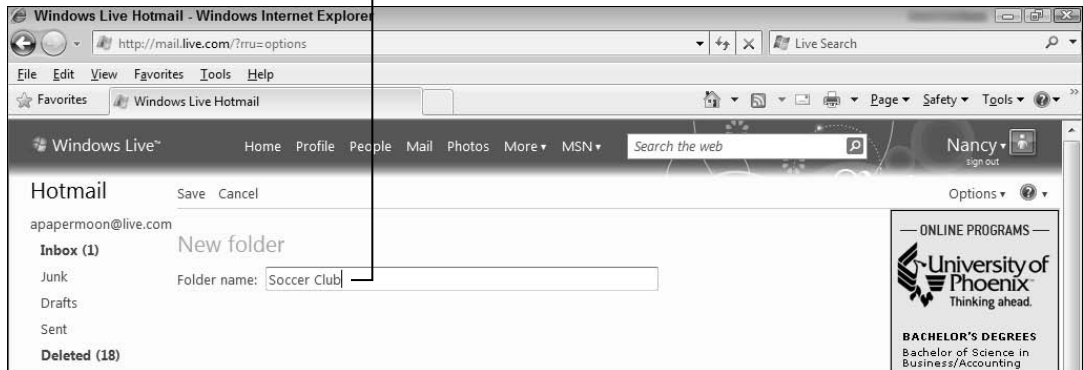 Windows Live Hotmail - Windows Internet Explorer
http://mail.live.com/?rru=options
Live Search
File Edit View Favorites Tools Help
Favorites Windows Live Hotmail Page Safety Tools
Windows Live™ Home Profile People Mail Photos More MSN Search the web Nancy
sign out
Hotmail Save Cancel Options
apapermoon@live.com
New folder
Inbox (1)
Junk
Folder name: Soccer Club
Drafts
Sent
Deleted (18)
ONLINE PROGRAMS
University of
Phoenix
Thinking ahead.
BACHELOR'S DEGREES
Bachelor of Science in
Business/Accounting